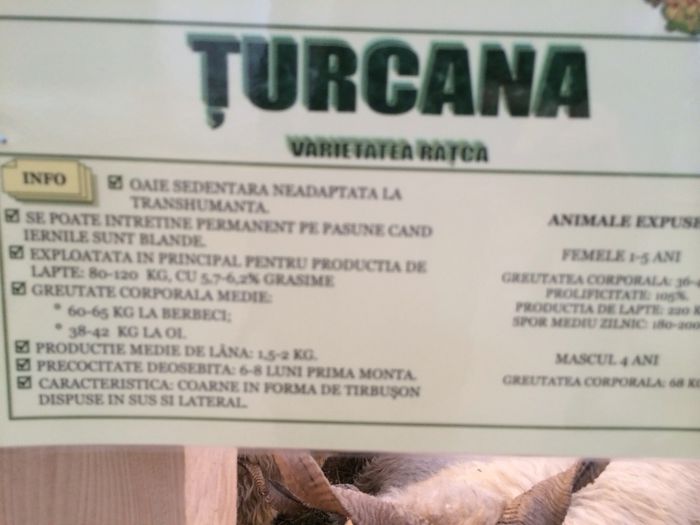 ȚURCANA
VARIETATEA RAȚCA
INFO
OAIE SEDENTARA NEADAPTATA LA
TRANSHUMANTA.
SE POATE INTRETINE PERMANENT PE PASUNE CAND
IERNILE SUNT BLANDE.
EXPLOATATA IN PRINCIPAL PENTRU PRODUCTIA DE
LAPTE: 80-120 KG, CU 5,7-6,2% GRASIME
GREUTATE CORPORALA MEDIE:
* 60-65 KG LA BERBECI;
* 38-42 KG LA OI.
PRODUCTIE MEDIE DE LÂNA: 1,5-2 KG.
PRECOCITATE DEOSEBITA: 6-8 LUNI PRIMA MONTA.
CARACTERISTICA: COARNE IN FORMA DE TIRBUȘON
DISPUSE IN SUS SI LATERAL.
ANIMALE EXPUSE
FEMELE 1-5 ANI
GREUTATEA CORPORALA: 36-
PROLIFICITATE: 105%.
PRODUCTIA DE LAPTE: 220
SPOR MEDIU ZILNIC: 180-200
MASCUL 4 ANI
GREUTATEA CORPORALA: 68 KG